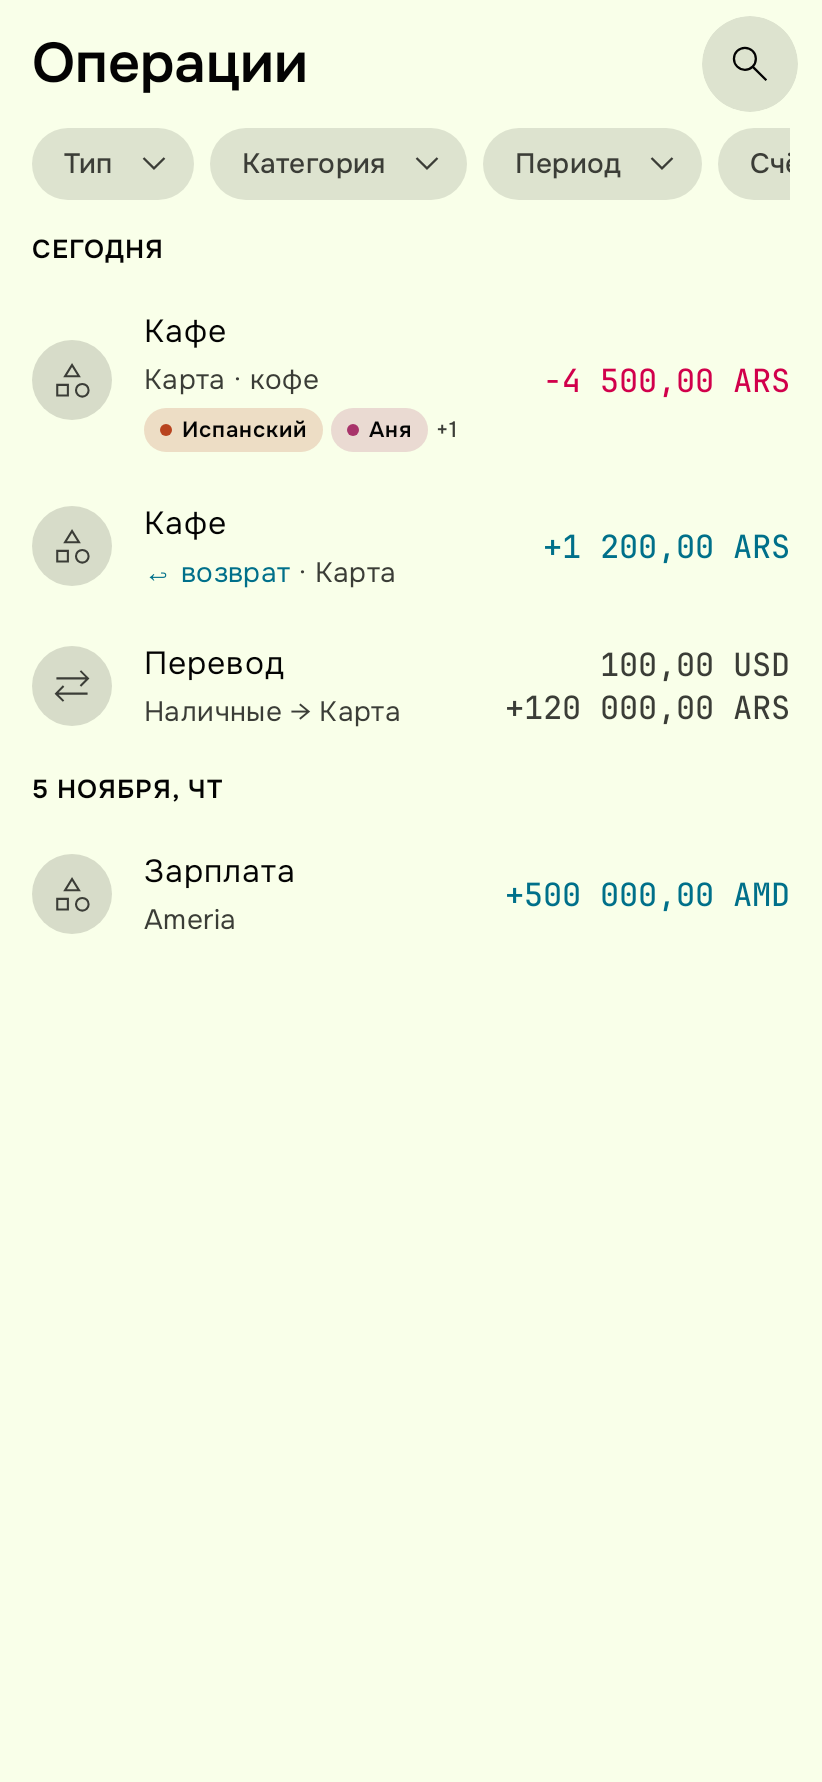 Операции
Тип Категория Период Счё
СЕГОДНЯ
Кафе
Карта · кофе
-4 500,00 ARS
Испанский Аня +1
Кафе
↩ возврат · Карта
+1 200,00 ARS
Перевод
Наличные → Карта
100,00 USD
+120 000,00 ARS
5 НОЯБРЯ, ЧТ
Зарплата
Ameria
+500 000,00 AMD